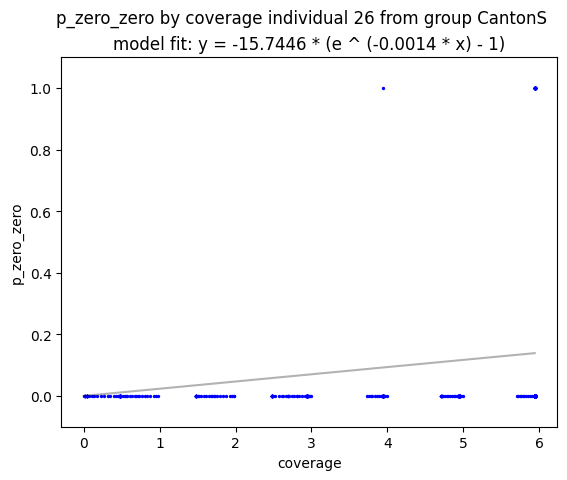 p_zero_zero by coverage individual 26 from group CantonS
model fit: y = -15.7446 * (e ^ (-0.0014 * x) - 1)
1.0
0.8
0.6
0.4
0.2
0.0
p_zero_zero
0 1 2 3 4 5 6
coverage